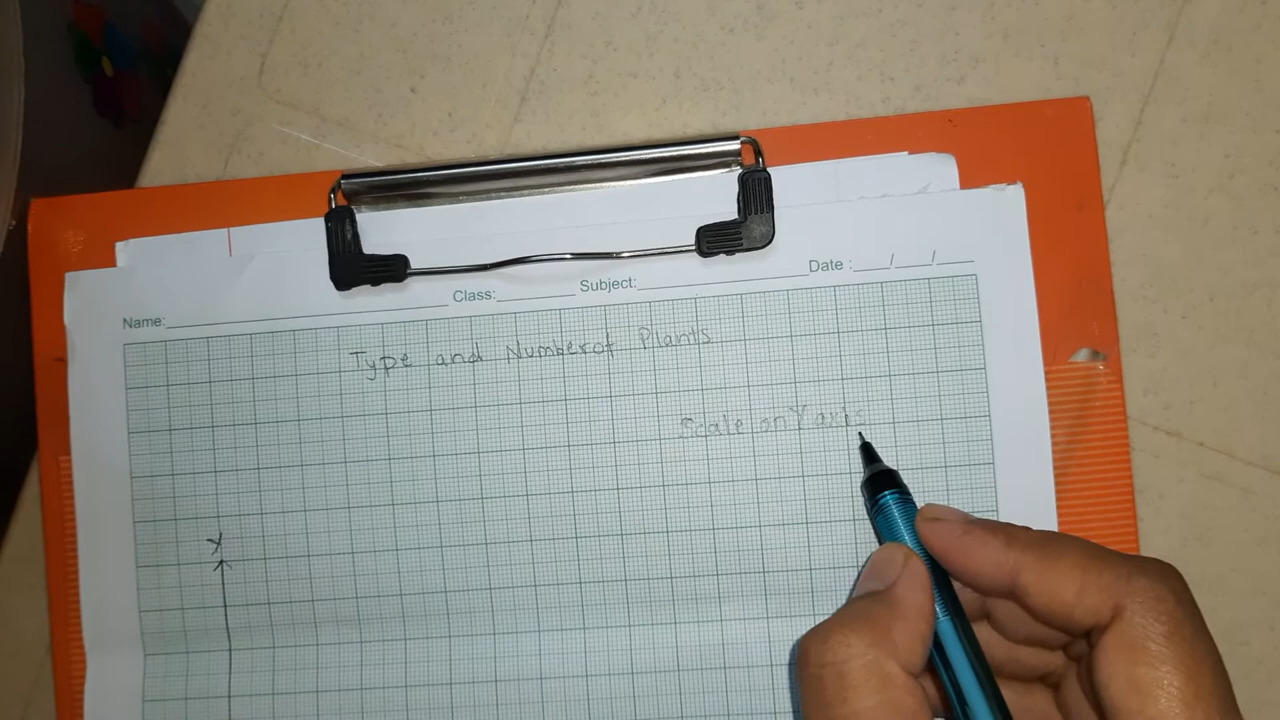 Name: Class: Subject: Date : / /
Type and Number of Plants
Scale on Y axis
Y